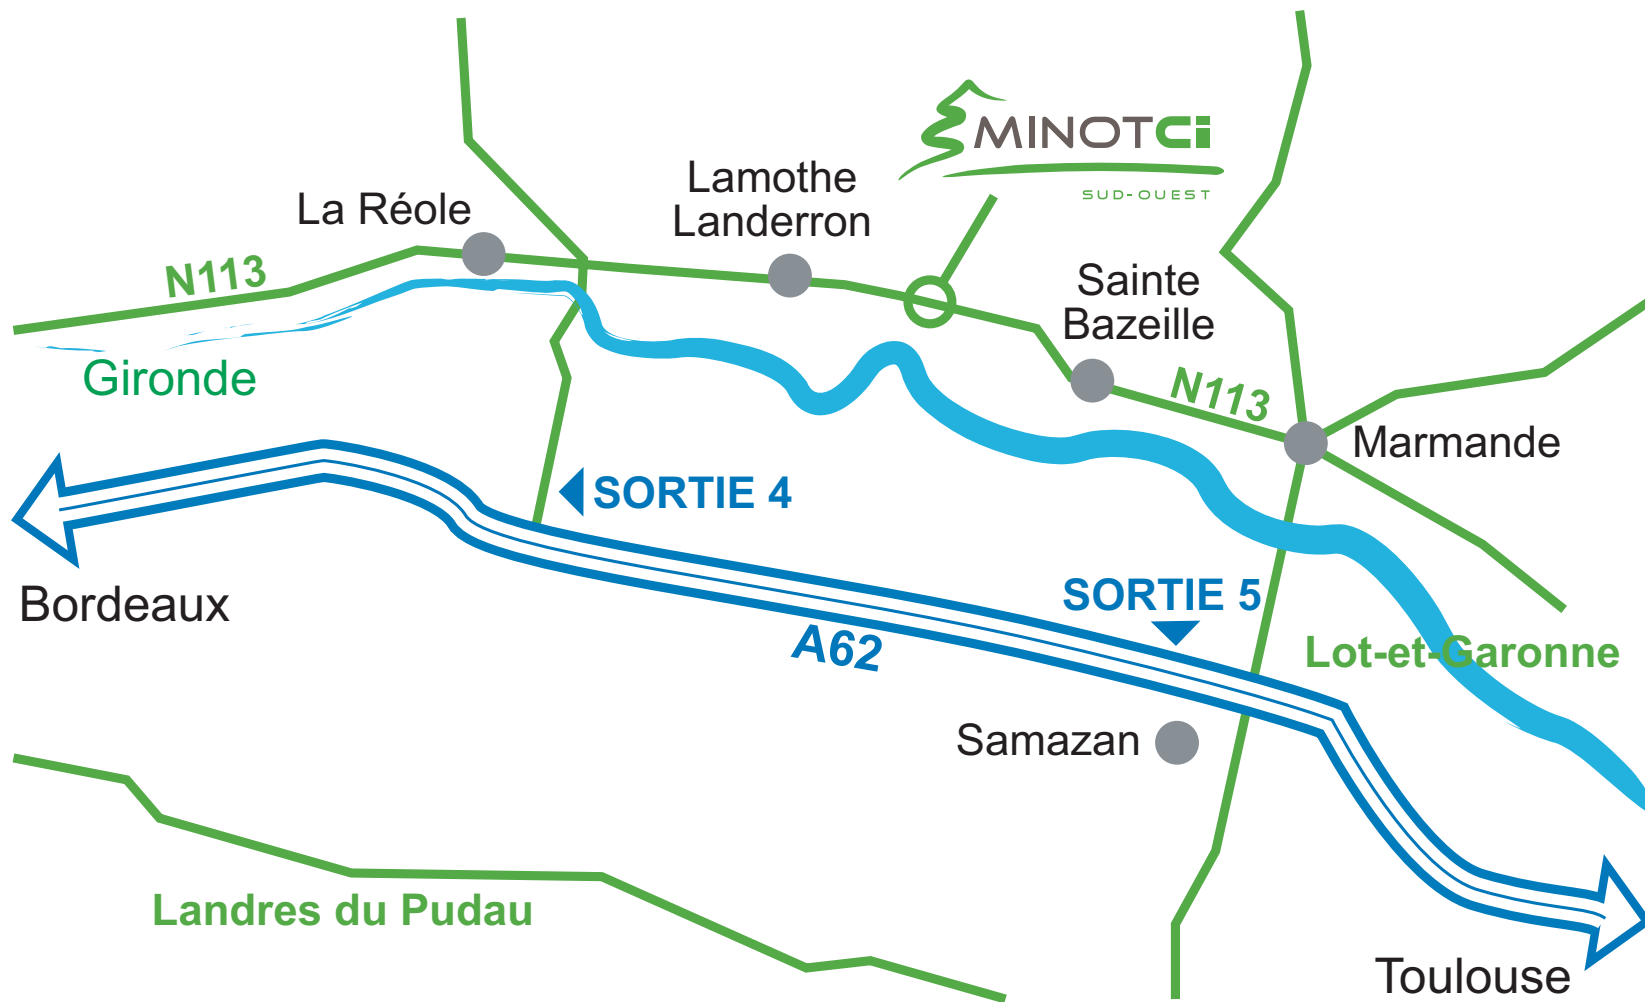 MINOTCi
SUD-OUEST
Lamothe
Landerron
La Réole
N113
Sainte
Bazeille
Gironde
N113
Marmande
SORTIE 4
Bordeaux
SORTIE 5
A62
Lot-et-Garonne
Samazan
Landres du Pudau
Toulouse